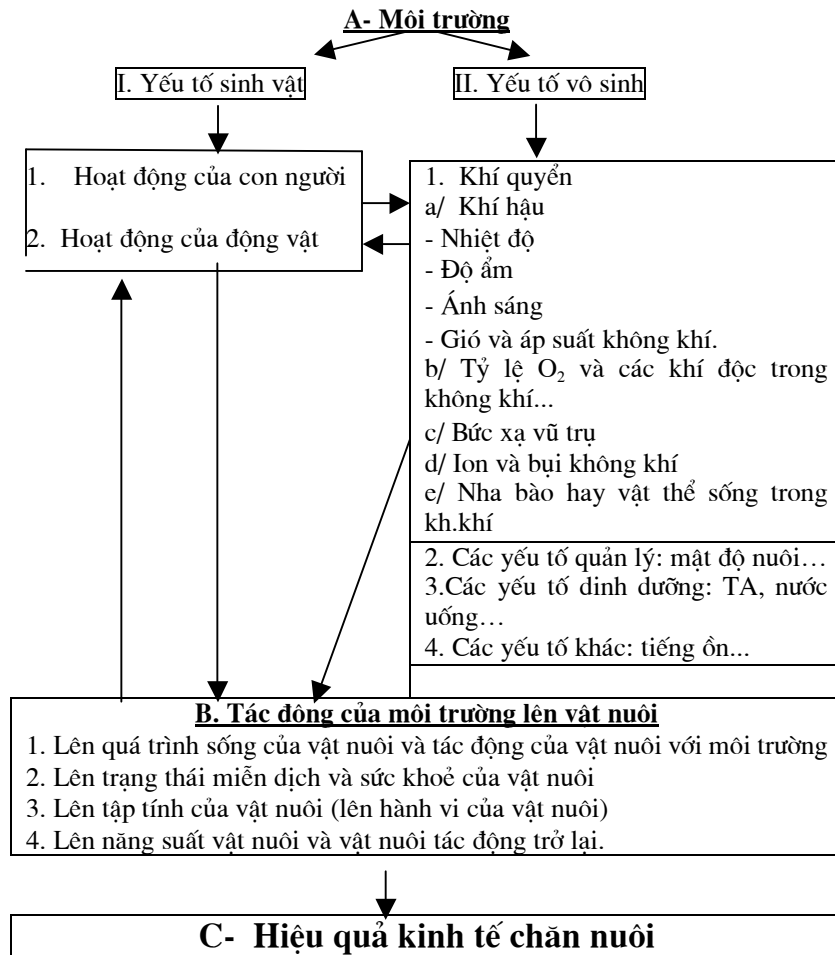 A- Môi trường
I. Yếu tố sinh vật
II. Yếu tố vô sinh
1. Hoạt động của con người
2. Hoạt động của động vật
1. Khí quyển
a/ Khí hậu
- Nhiệt độ
- Độ ẩm
- Ánh sáng
- Gió và áp suất không khí.
b/ Tỷ lệ O₂ và các khí độc trong
không khí...
c/ Bức xạ vũ trụ
d/ Ion và bụi không khí
e/ Nha bào hay vật thể sống trong
kh.khí
2. Các yếu tố quản lý: mật độ nuôi…
3.Các yếu tố dinh dưỡng: TA, nước
uống…
4. Các yếu tố khác: tiếng ồn...
B. Tác đông của môi trường lên vật nuôi
1. Lên quá trình sống của vật nuôi và tác động của vật nuôi với môi trường
2. Lên trạng thái miễn dịch và sức khoẻ của vật nuôi
3. Lên tập tính của vật nuôi (lên hành vi của vật nuôi)
4. Lên năng suất vật nuôi và vật nuôi tác động trở lại.
C- Hiệu quả kinh tế chăn nuôi